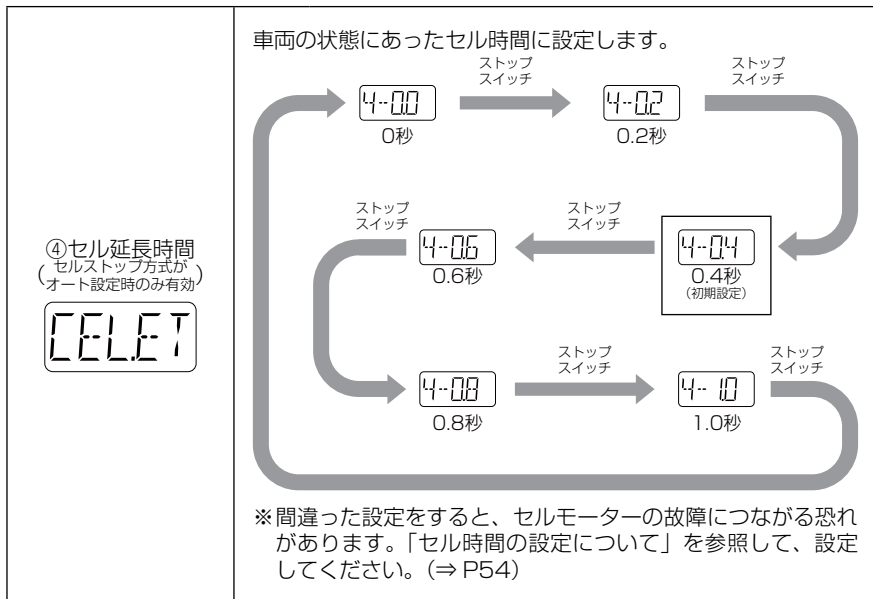 ④セル延長時間
(セルストップ方式が
オート設定時のみ有効)
CEL.ET
車両の状態にあったセル時間に設定します。
4-0.0
0秒
ストップ
スイッチ
4-0.2
0.2秒
ストップ
スイッチ
4-0.4
0.4秒
(初期設定)
ストップ
スイッチ
4-0.6
0.6秒
ストップ
スイッチ
4-0.8
0.8秒
ストップ
スイッチ
4-1.0
1.0秒
ストップ
スイッチ
※間違った設定をすると、セルモーターの故障につながる恐れ
があります。「セル時間の設定について」を参照して、設定
してください。(⇒P54)